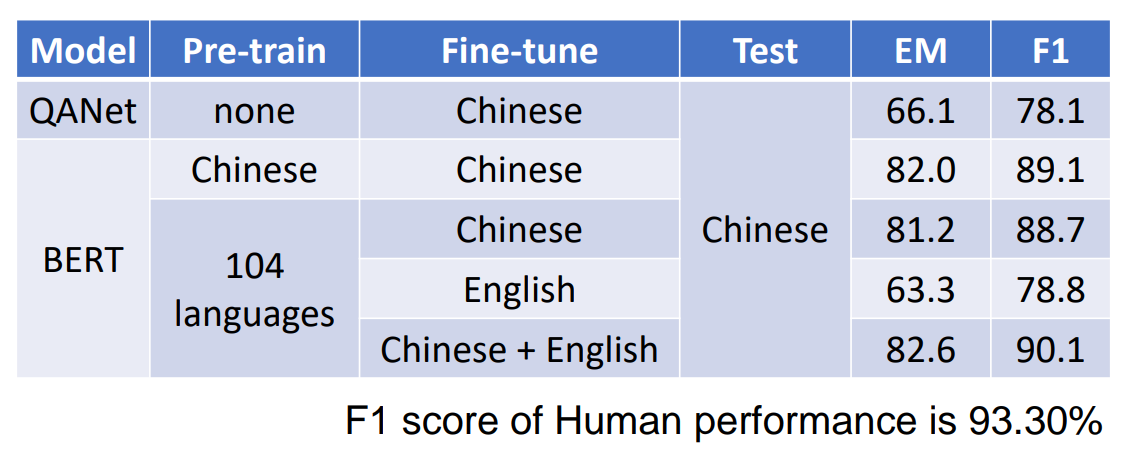 Model Pre-train Fine-tune Test EM F1
QANet none Chinese 66.1 78.1
Chinese Chinese 82.0 89.1
BERT 104 languages Chinese Chinese 81.2 88.7
English 63.3 78.8
Chinese + English 82.6 90.1
F1 score of Human performance is 93.30%